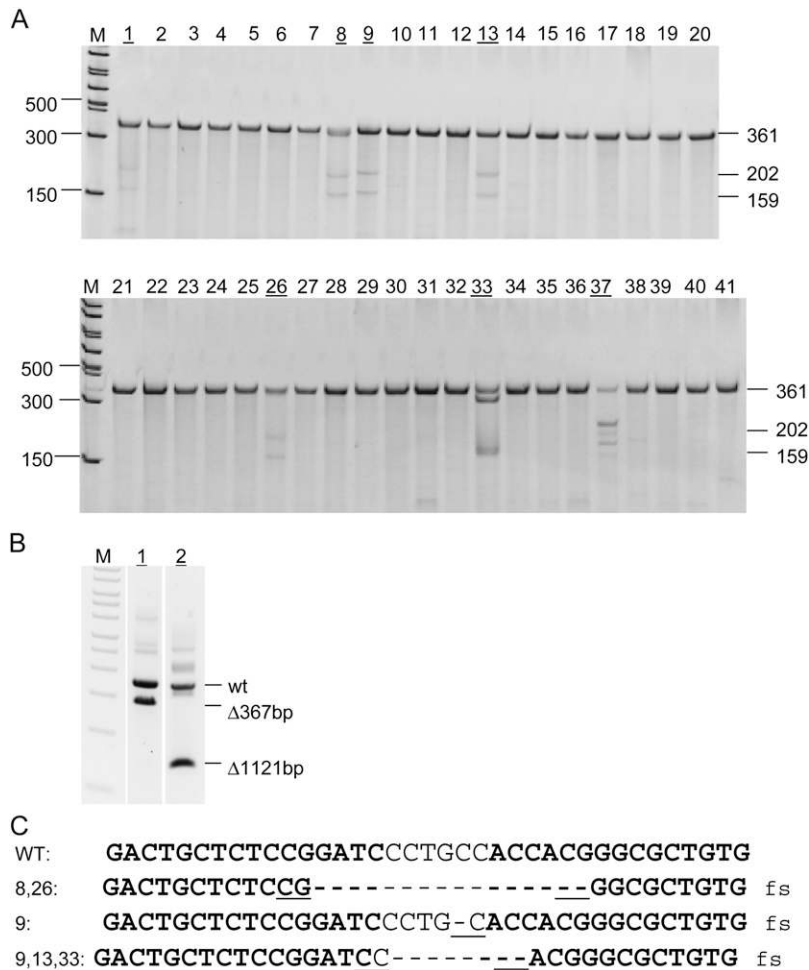 A
M 1 2 3 4 5 6 7 8 9 10 11 12 13 14 15 16 17 18 19 20
500
300 361
202
150 159
M 21 22 23 24 25 26 27 28 29 30 31 32 33 34 35 36 37 38 39 40 41
500
300 361
202
150 159
B
M 1 2
wt
Δ367bp
Δ1121bp
C
WT: GACTGCTCTCCGGATCCCTGCCACCACGGGCGCTGTG
8,26: GACTGCTCTCCG----------------GGCGCTGTG fs
9: GACTGCTCTCCGGATCCCTG-CACCACGGGCGCTGTG fs
9,13,33: GACTGCTCTCCGGATCC--------ACGGGCGCTGTG fs